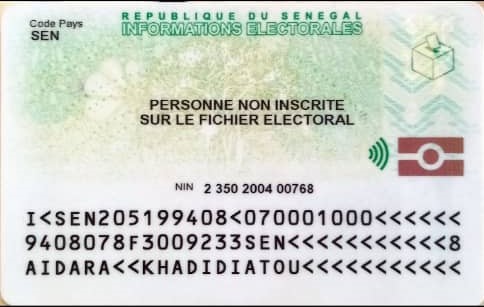 Code Pays
SEN
REPUBLIQUE DU SENEGAL
INFORMATIONS ELECTORALES
PERSONNE NON INSCRITE
SUR LE FICHIER ELECTORAL
NIN 2 350 2004 00768
I<SEN205199408<070001000<<<<<<
9408078F3009233SEN<<<<<<<<<<<8
AIDARA<<KHADIDIATOU<<<<<<<<<<<